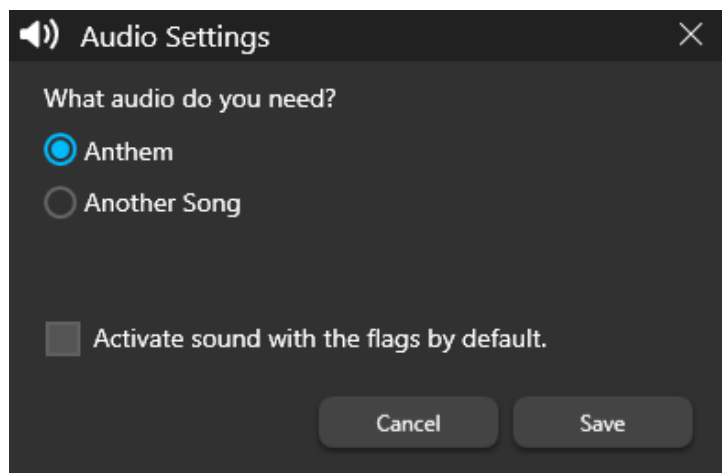 Audio Settings
What audio do you need?
Anthem
Another Song
Activate sound with the flags by default.
Cancel
Save